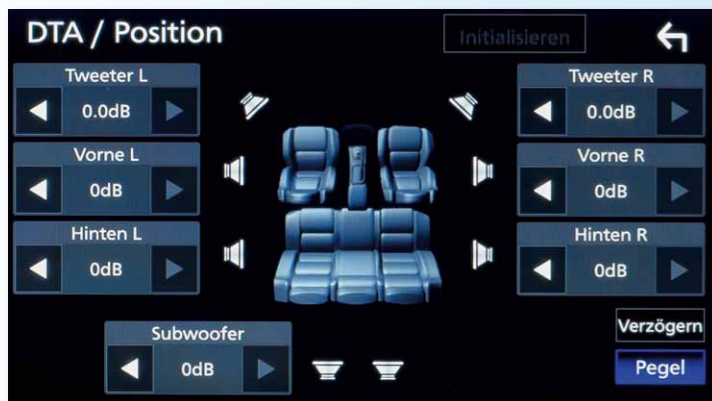 DTA / Position
Initialisieren
Tweeter L
0.0dB
Tweeter R
0.0dB
Vorne L
0dB
Vorne R
0dB
Hinten L
0dB
Hinten R
0dB
Subwoofer
0dB
Verzögern
Pegel